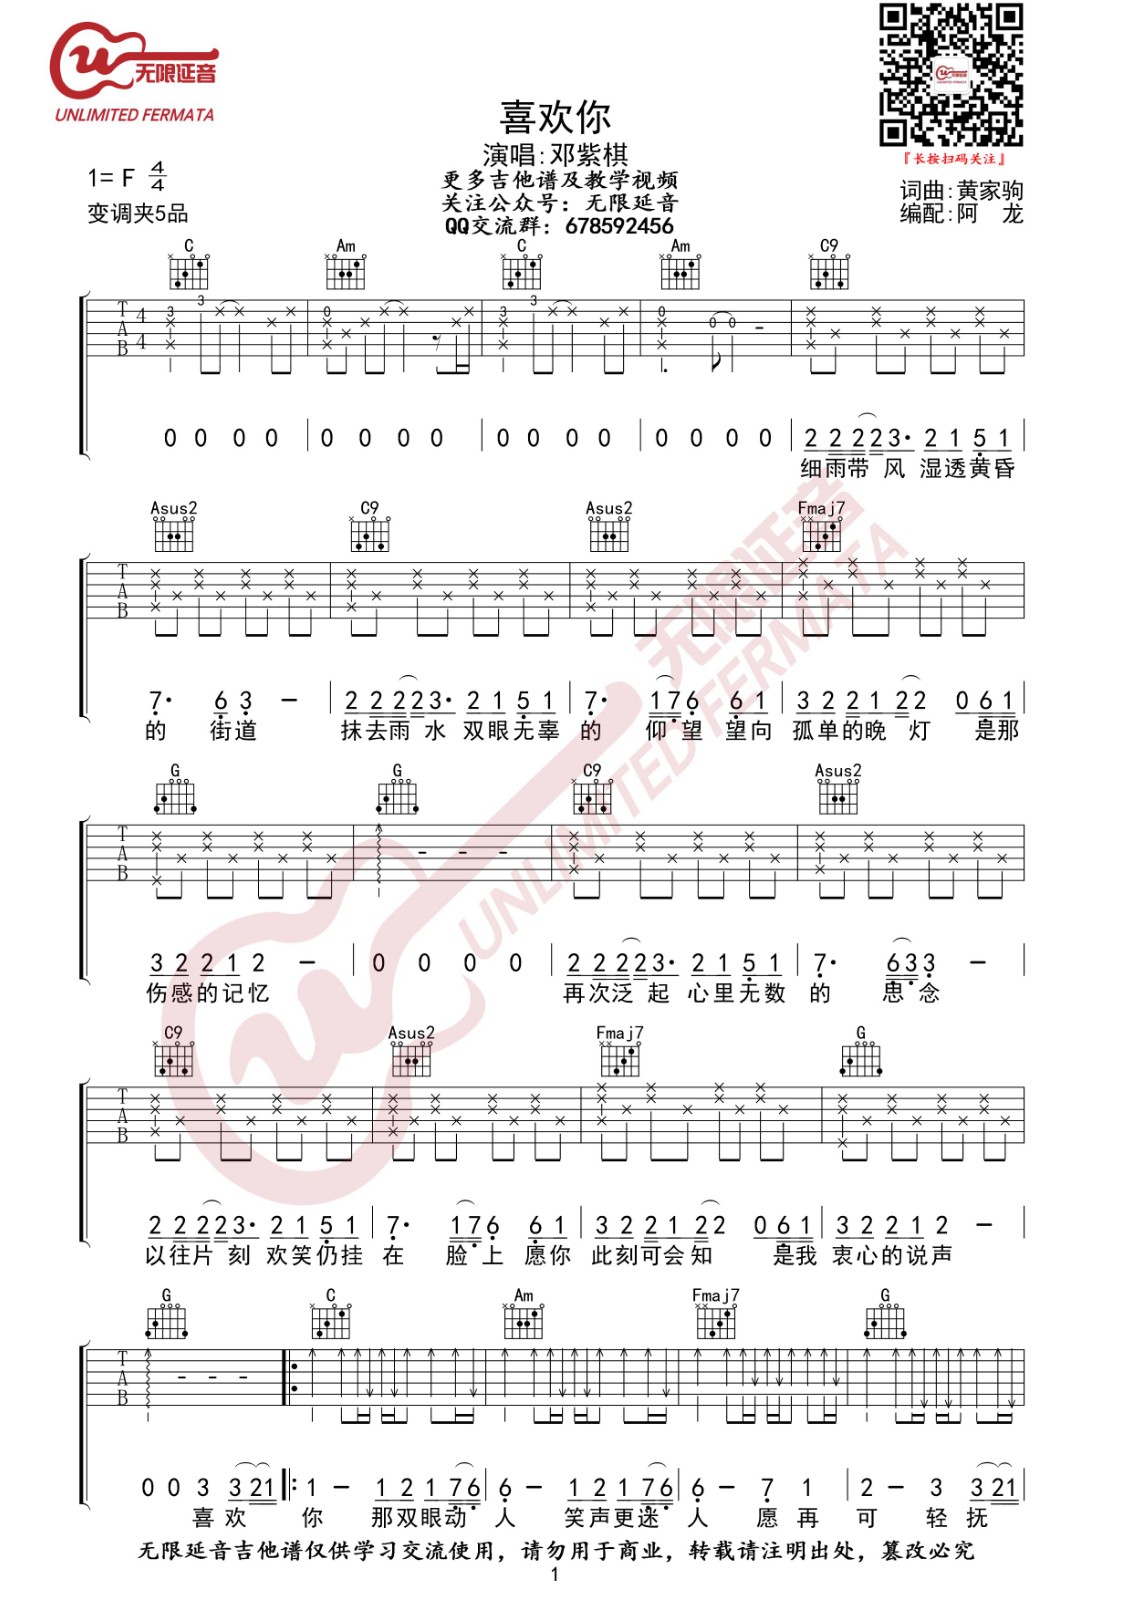 无限延音
UNLIMITED FERMATA
『长按扫码关注』
喜欢你
演唱:邓紫棋
更多吉他谱及教学视频
关注公众号：无限延音
QQ交流群：678592456
1= F 4/4
变调夹5品
词曲:黄家驹
编配:阿 龙
C Am C Am C9
T A B 4 4 3 3 0 3 3 0 0 0 -
0 0 0 0 | 0 0 0 0 | 0 0 0 0 | 0 0 0 0 | 2 2 2 2 3· 2 1 5 1
细雨带 风 湿透黄昏
Asus2 C9 Asus2 Fmaj7
T A B
7· 6 3 - | 2 2 2 2 3· 2 1 5 1 | 7· 1 7 6 6 1 | 3 2 2 1 2 2 0 6 1
的 街道 抹去雨 水 双眼无辜 的 仰望 望向 孤单的晚 灯 是那
G G C9 Asus2
T A B - - -
3 2 2 1 2 - | 0 0 0 0 | 2 2 2 2 3· 2 1 5 1 | 7· 6 3 3 -
伤感的记忆 再次泛 起 心里无数 的 思 念
C9 Asus2 Fmaj7 G
T A B
2 2 2 2 3· 2 1 5 1 | 7· 1 7 6 6 1 | 3 2 2 1 2 2 0 6 1 | 3 2 2 1 2 -
以往片 刻 欢笑仍挂 在 脸上 愿你 此刻可会知 是我 衷心的说声
G C Am Fmaj7 G
T A B - - -
0 0 3 3 2 1 |: 1 - 1 2 1 7 6 | 6 - 1 2 1 7 6 | 6 - 7 1 | 2 - 3 3 2 1
喜欢 你 那双眼动 人 笑声更迷 人 愿再 可 轻抚
无限延音吉他谱仅供学习交流使用，请勿用于商业，转载请注明出处，篡改必究
1
UNLIMITED FERMATA
无限延音